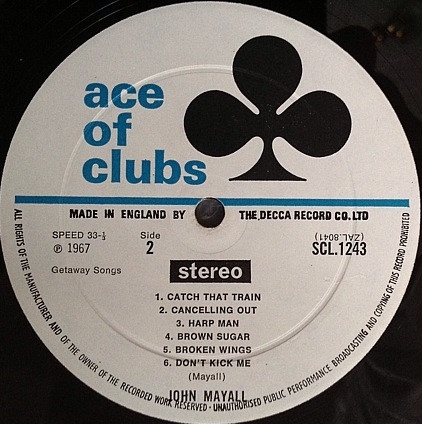 ace
of
clubs
MADE IN ENGLAND BY THE DECCA RECORD CO. LTD
SPEED 33-⅓
Side
(ZAL.8041)
℗ 1967
2
SCL.1243
Getaway Songs
stereo
1. CATCH THAT TRAIN
2. CANCELLING OUT
3. HARP MAN
4. BROWN SUGAR
5. BROKEN WINGS
6. DON'T KICK ME
(Mayall)
JOHN MAYALL
ALL RIGHTS OF THE MANUFACTURER AND OF THE OWNER OF THE RECORDED WORK RESERVED - UNAUTHORISED PUBLIC PERFORMANCE BROADCASTING AND COPYING OF THIS RECORD PROHIBITED